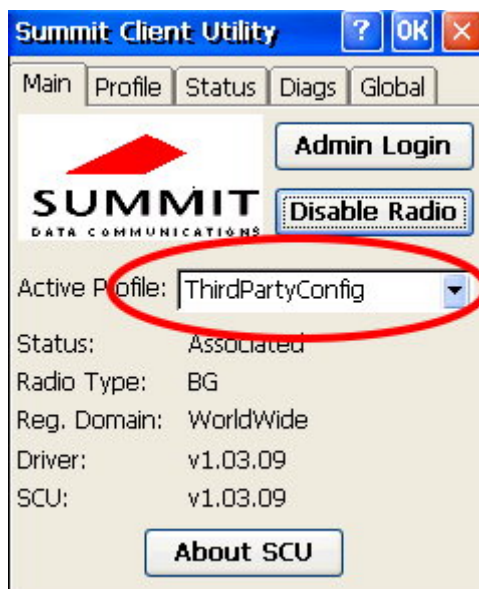 Summit Client Utility ? OK ×
Main Profile Status Diags Global
Admin Login
SUMMIT
DATA COMMUNICATIONS
Disable Radio
Active Profile: ThirdPartyConfig
Status: Associated
Radio Type: BG
Reg. Domain: WorldWide
Driver: v1.03.09
SCU: v1.03.09
About SCU